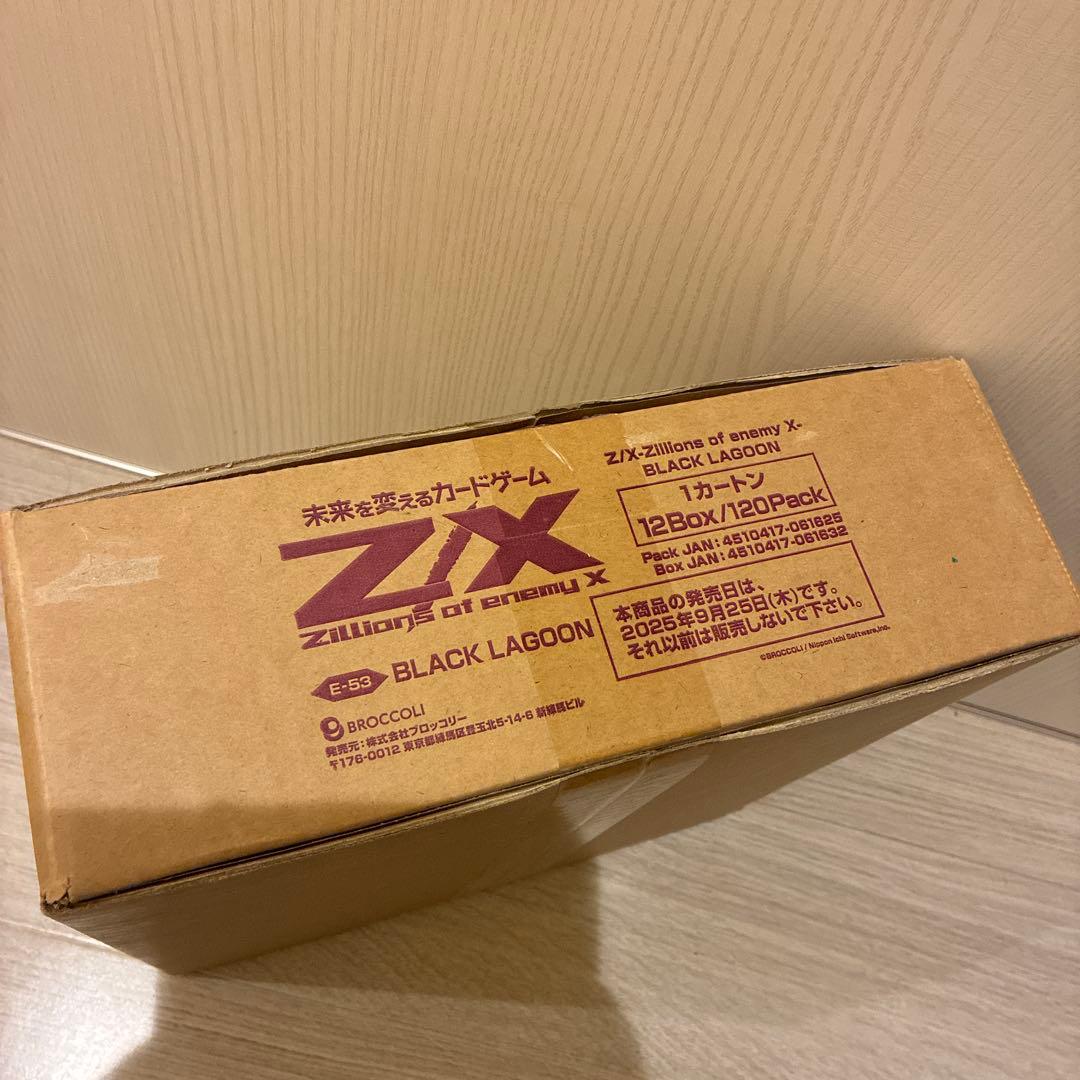 未来を変えるカードゲーム
Z/X
Zillions of enemy X
E-53 BLACK LAGOON
BROCCOLI
発売元:株式会社ブロッコリー
〒176-0012 東京都練馬区豊玉北5-14-6 新練馬ビル
Z/X-Zillions of enemy X-
BLACK LAGOON
1カートン
12Box/120Pack
Pack JAN:4510417-061625
Box JAN:4510417-061632
本商品の発売日は、
2025年9月25日(木)です。
それ以前は販売しないで下さい。
©BROCCOLI / Nippon Ichi Software,Inc.